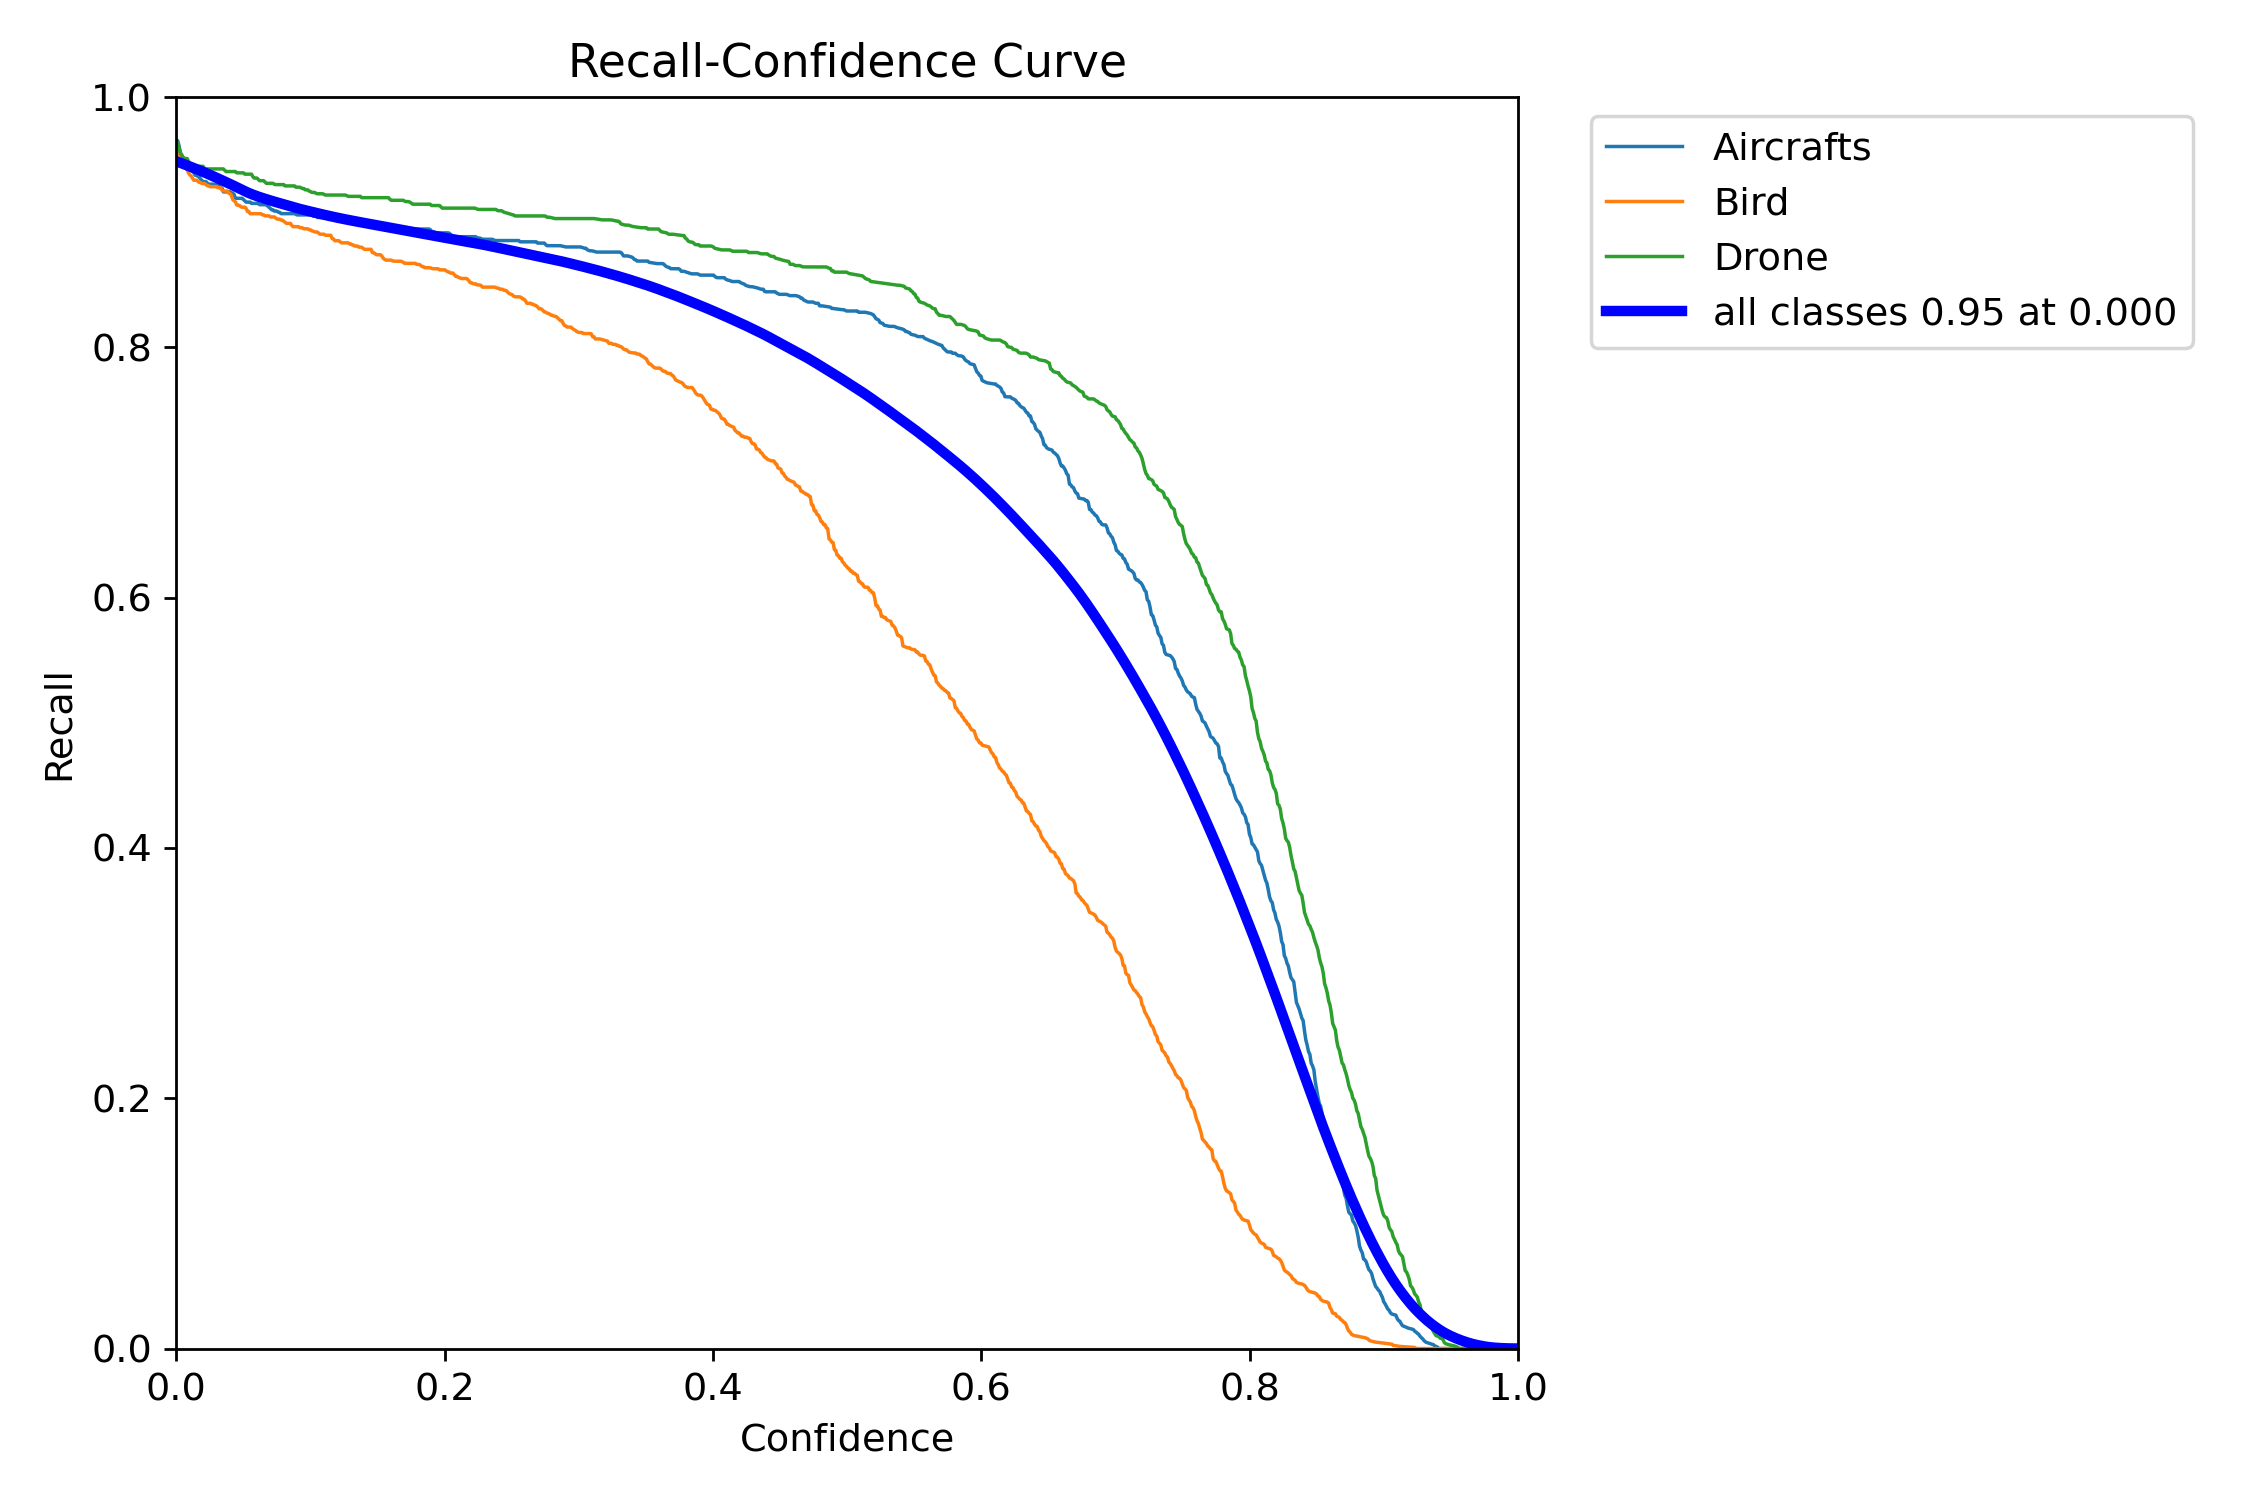 Recall-Confidence Curve
1.0
0.8
0.6
0.4
0.2
0.0
Recall
0.0 0.2 0.4 0.6 0.8 1.0
Confidence
Aircrafts
Bird
Drone
all classes 0.95 at 0.000